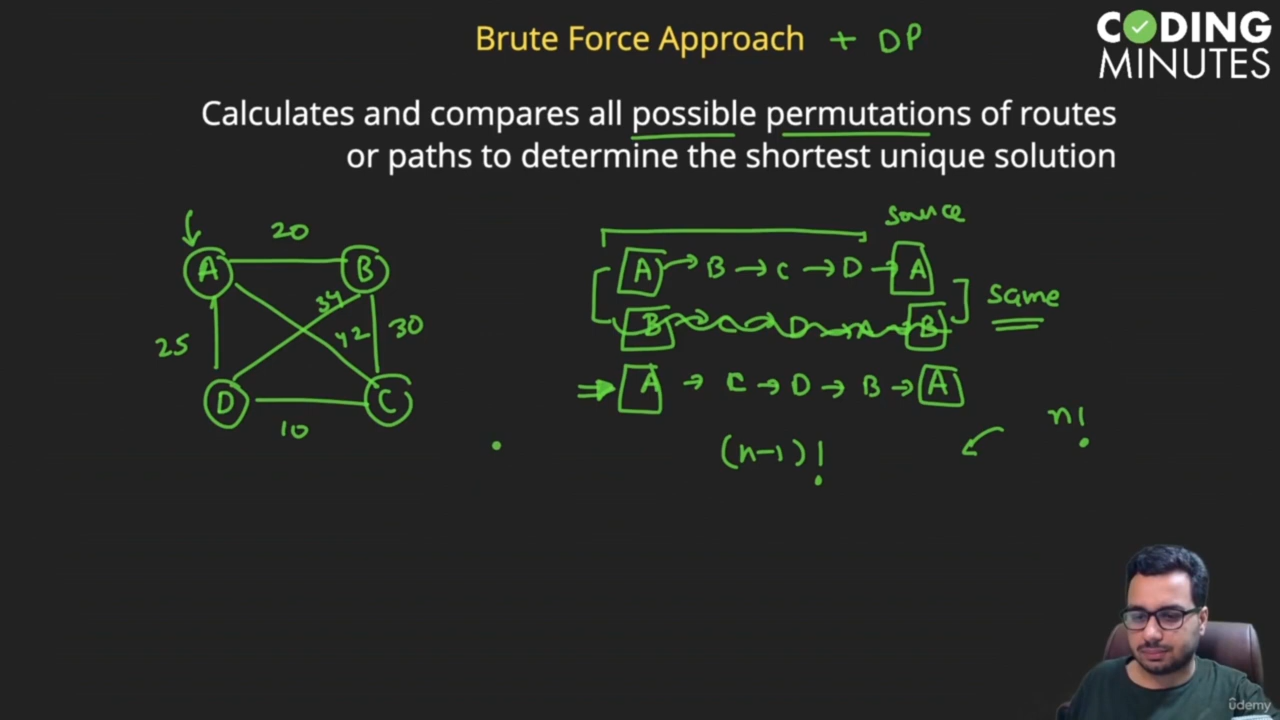 CODING
MINUTES
Brute Force Approach + DP
Calculates and compares all possible permutations of routes
or paths to determine the shortest unique solution
source
20
A B
34
42
30
25
D C
10
A → B → C → D → A
B → C → D → A → B
same
A → C → D → B → A
(n-1)!
n!
ûdemy